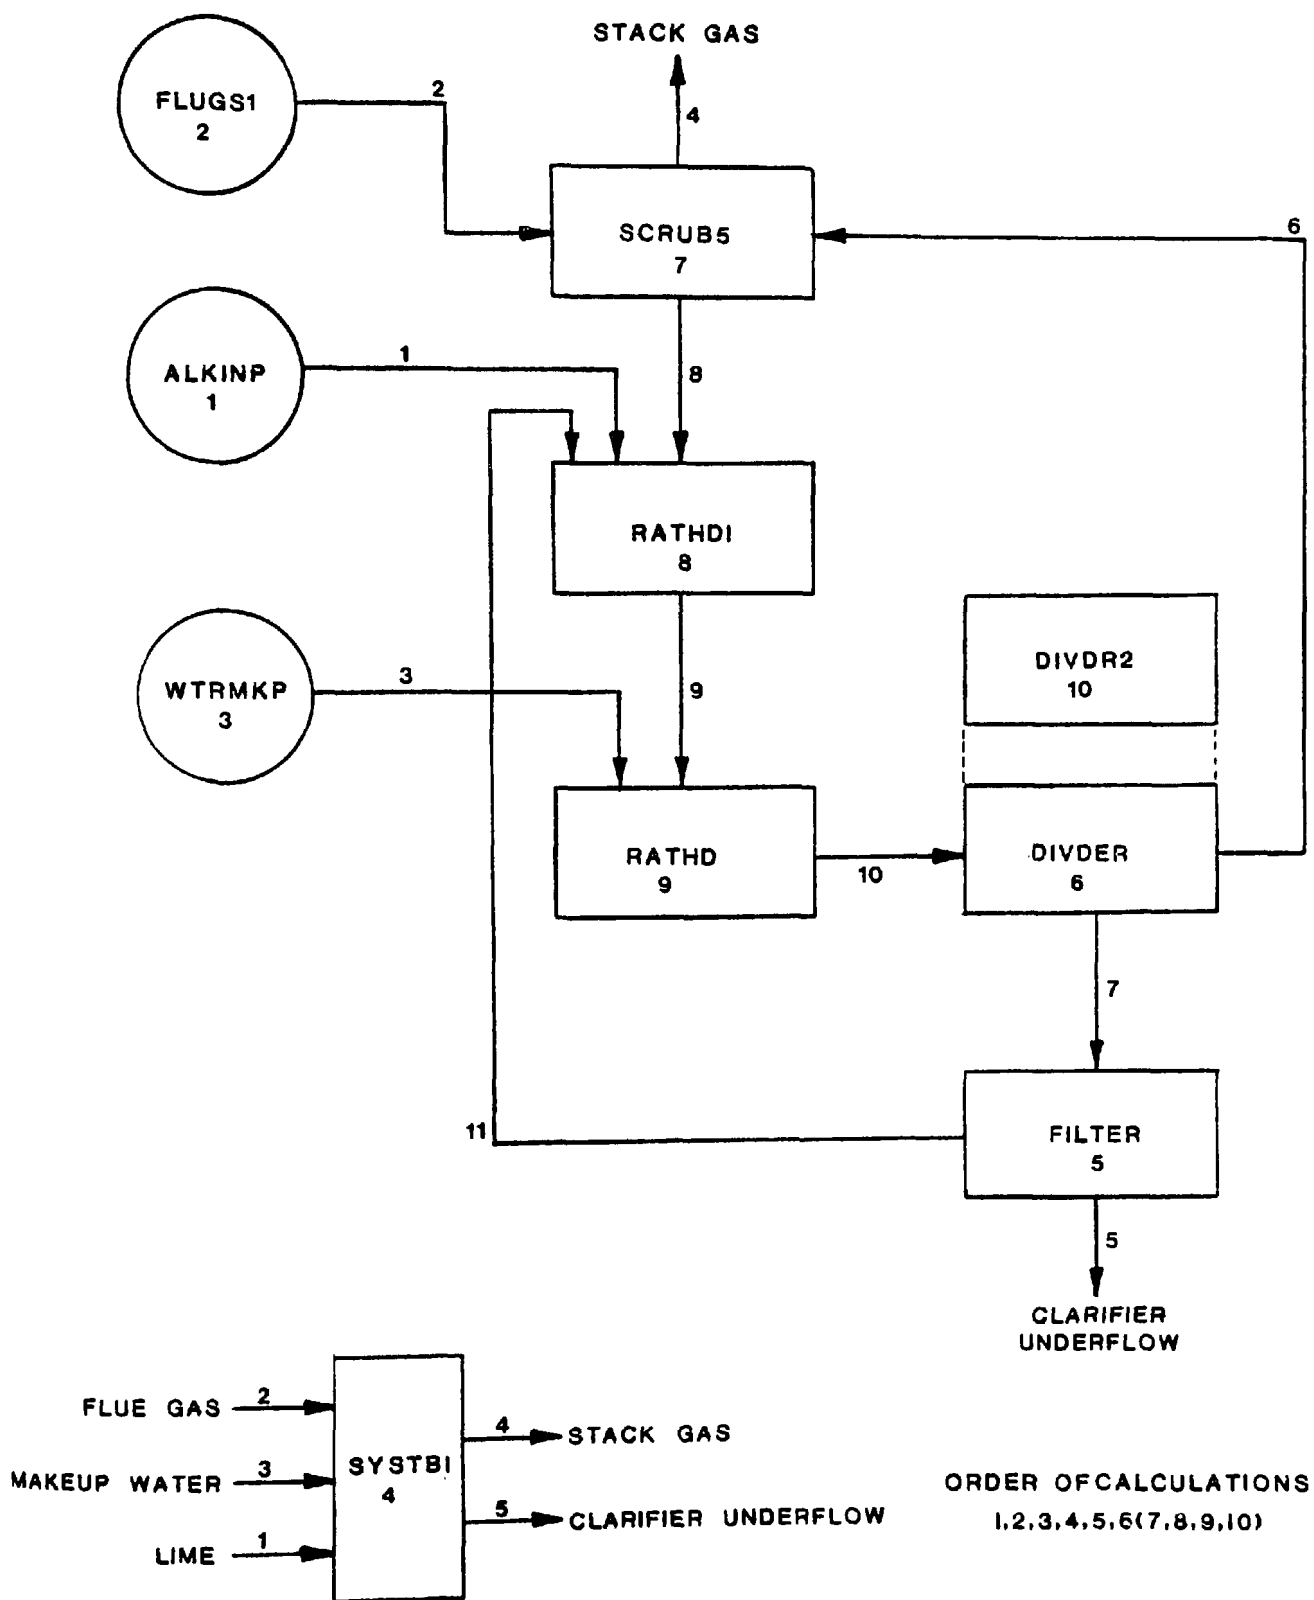 STACK GAS
FLUGS1
2
2
4
SCRUB5
7
6
ALKINP
1
1
8
RATHDI
8
WTRMKP
3
3
9
DIVDR2
10
RATHD
9
10
DIVDER
6
7
11
FILTER
5
5
CLARIFIER
UNDERFLOW
FLUE GAS
2
MAKEUP WATER
3
LIME
1
SYSTBI
4
4
STACK GAS
5
CLARIFIER UNDERFLOW
ORDER OF CALCULATIONS
1,2,3,4,5,6(7,8,9,10)